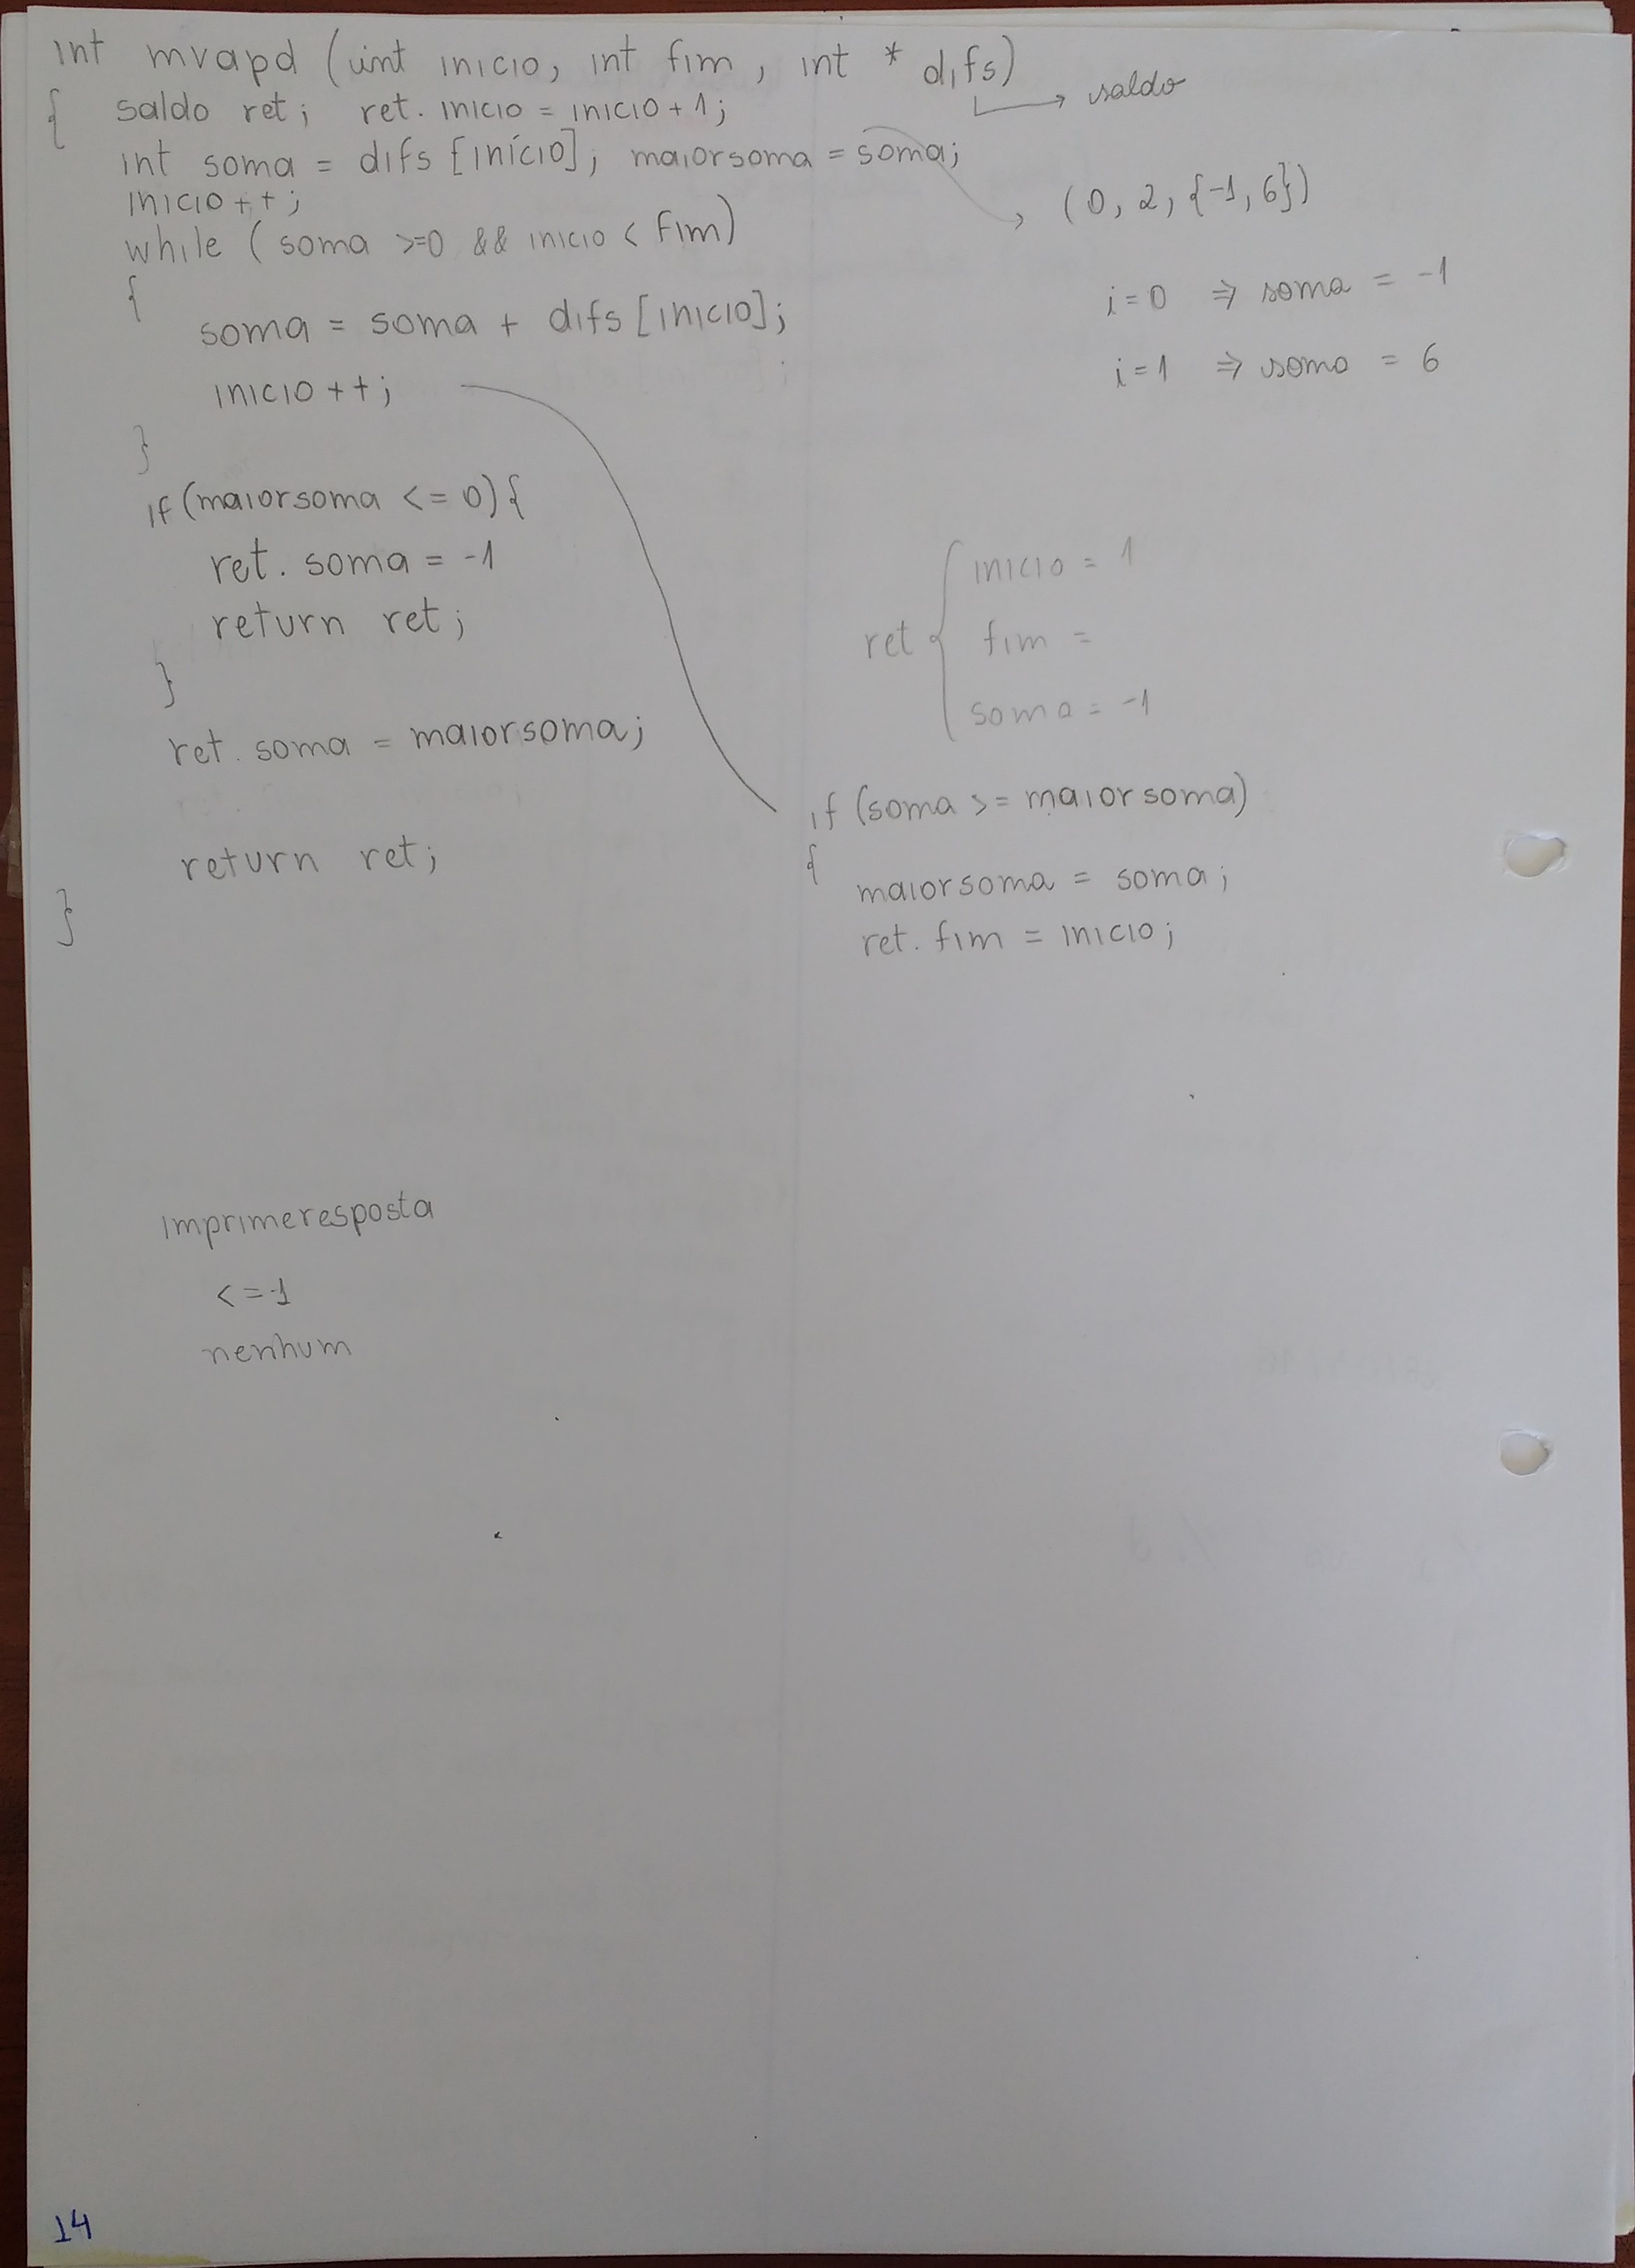 int mvapd (int inicio, int fim, int * difs)
→ saldo
{ saldo ret; ret. inicio = inicio + 1;
int soma = difs [início]; maiorsoma = soma;
inicio ++;
while (soma >=0 && inicio < fim)
{
soma = soma + difs [inicio];
inicio ++;
}
if (maiorsoma <= 0) {
ret. soma = -1
return ret;
}
ret. soma = maiorsoma;
return ret;
}
→ (0, 2, {-1, 6})
i = 0 ⇒ soma = -1
i = 1 ⇒ soma = 6
ret { inicio = 1
fim =
soma = -1
if (soma >= maiorsoma)
{
maiorsoma = soma;
ret. fim = inicio;
imprimeresposta
<= -1
nenhum
14